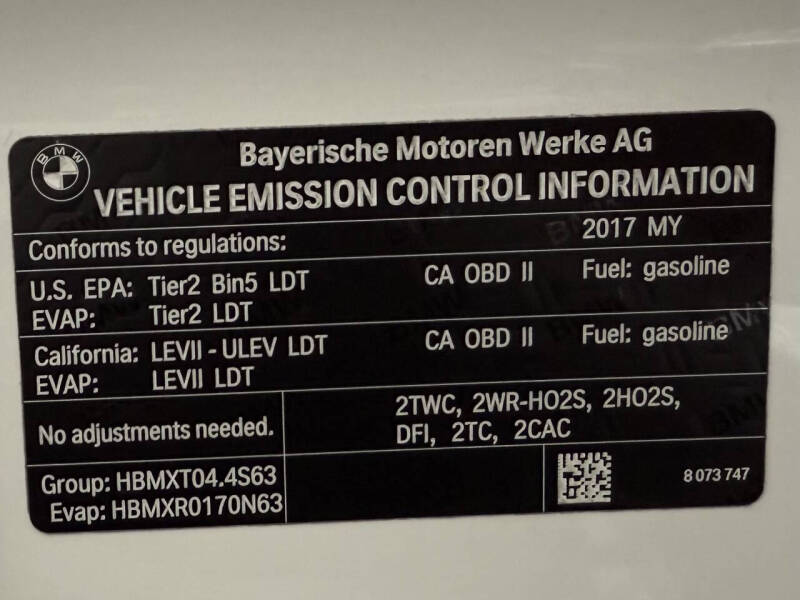 BMW
Bayerische Motoren Werke AG
VEHICLE EMISSION CONTROL INFORMATION
Conforms to regulations: 2017 MY
U.S. EPA: Tier2 Bin5 LDT CA OBD II Fuel: gasoline
EVAP: Tier2 LDT
California: LEVII - ULEV LDT CA OBD II Fuel: gasoline
EVAP: LEVII LDT
No adjustments needed.
2TWC, 2WR-HO2S, 2HO2S,
DFI, 2TC, 2CAC
Group: HBMXT04.4S63
Evap: HBMXR0170N63
8 073 747